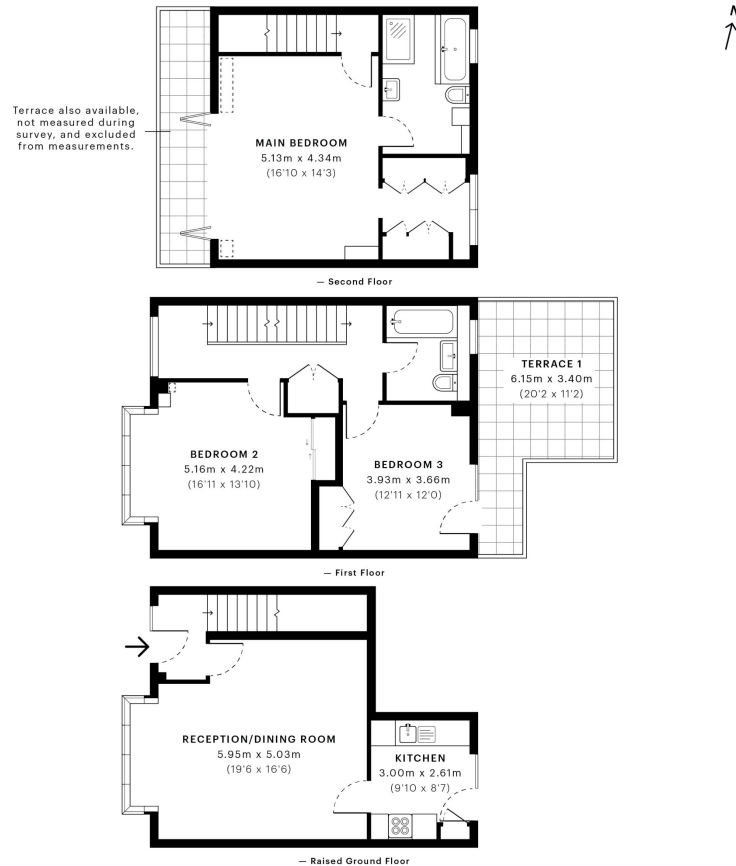 N
Terrace also available,
not measured during
survey, and excluded
from measurements.
MAIN BEDROOM
5.13m x 4.34m
(16'10 x 14'3)
— Second Floor
TERRACE 1
6.15m x 3.40m
(20'2 x 11'2)
BEDROOM 2
5.16m x 4.22m
(16'11 x 13'10)
BEDROOM 3
3.93m x 3.66m
(12'11 x 12'0)
— First Floor
RECEPTION/DINING ROOM
5.95m x 5.03m
(19'6 x 16'6)
KITCHEN
3.00m x 2.61m
(9'10 x 8'7)
— Raised Ground Floor